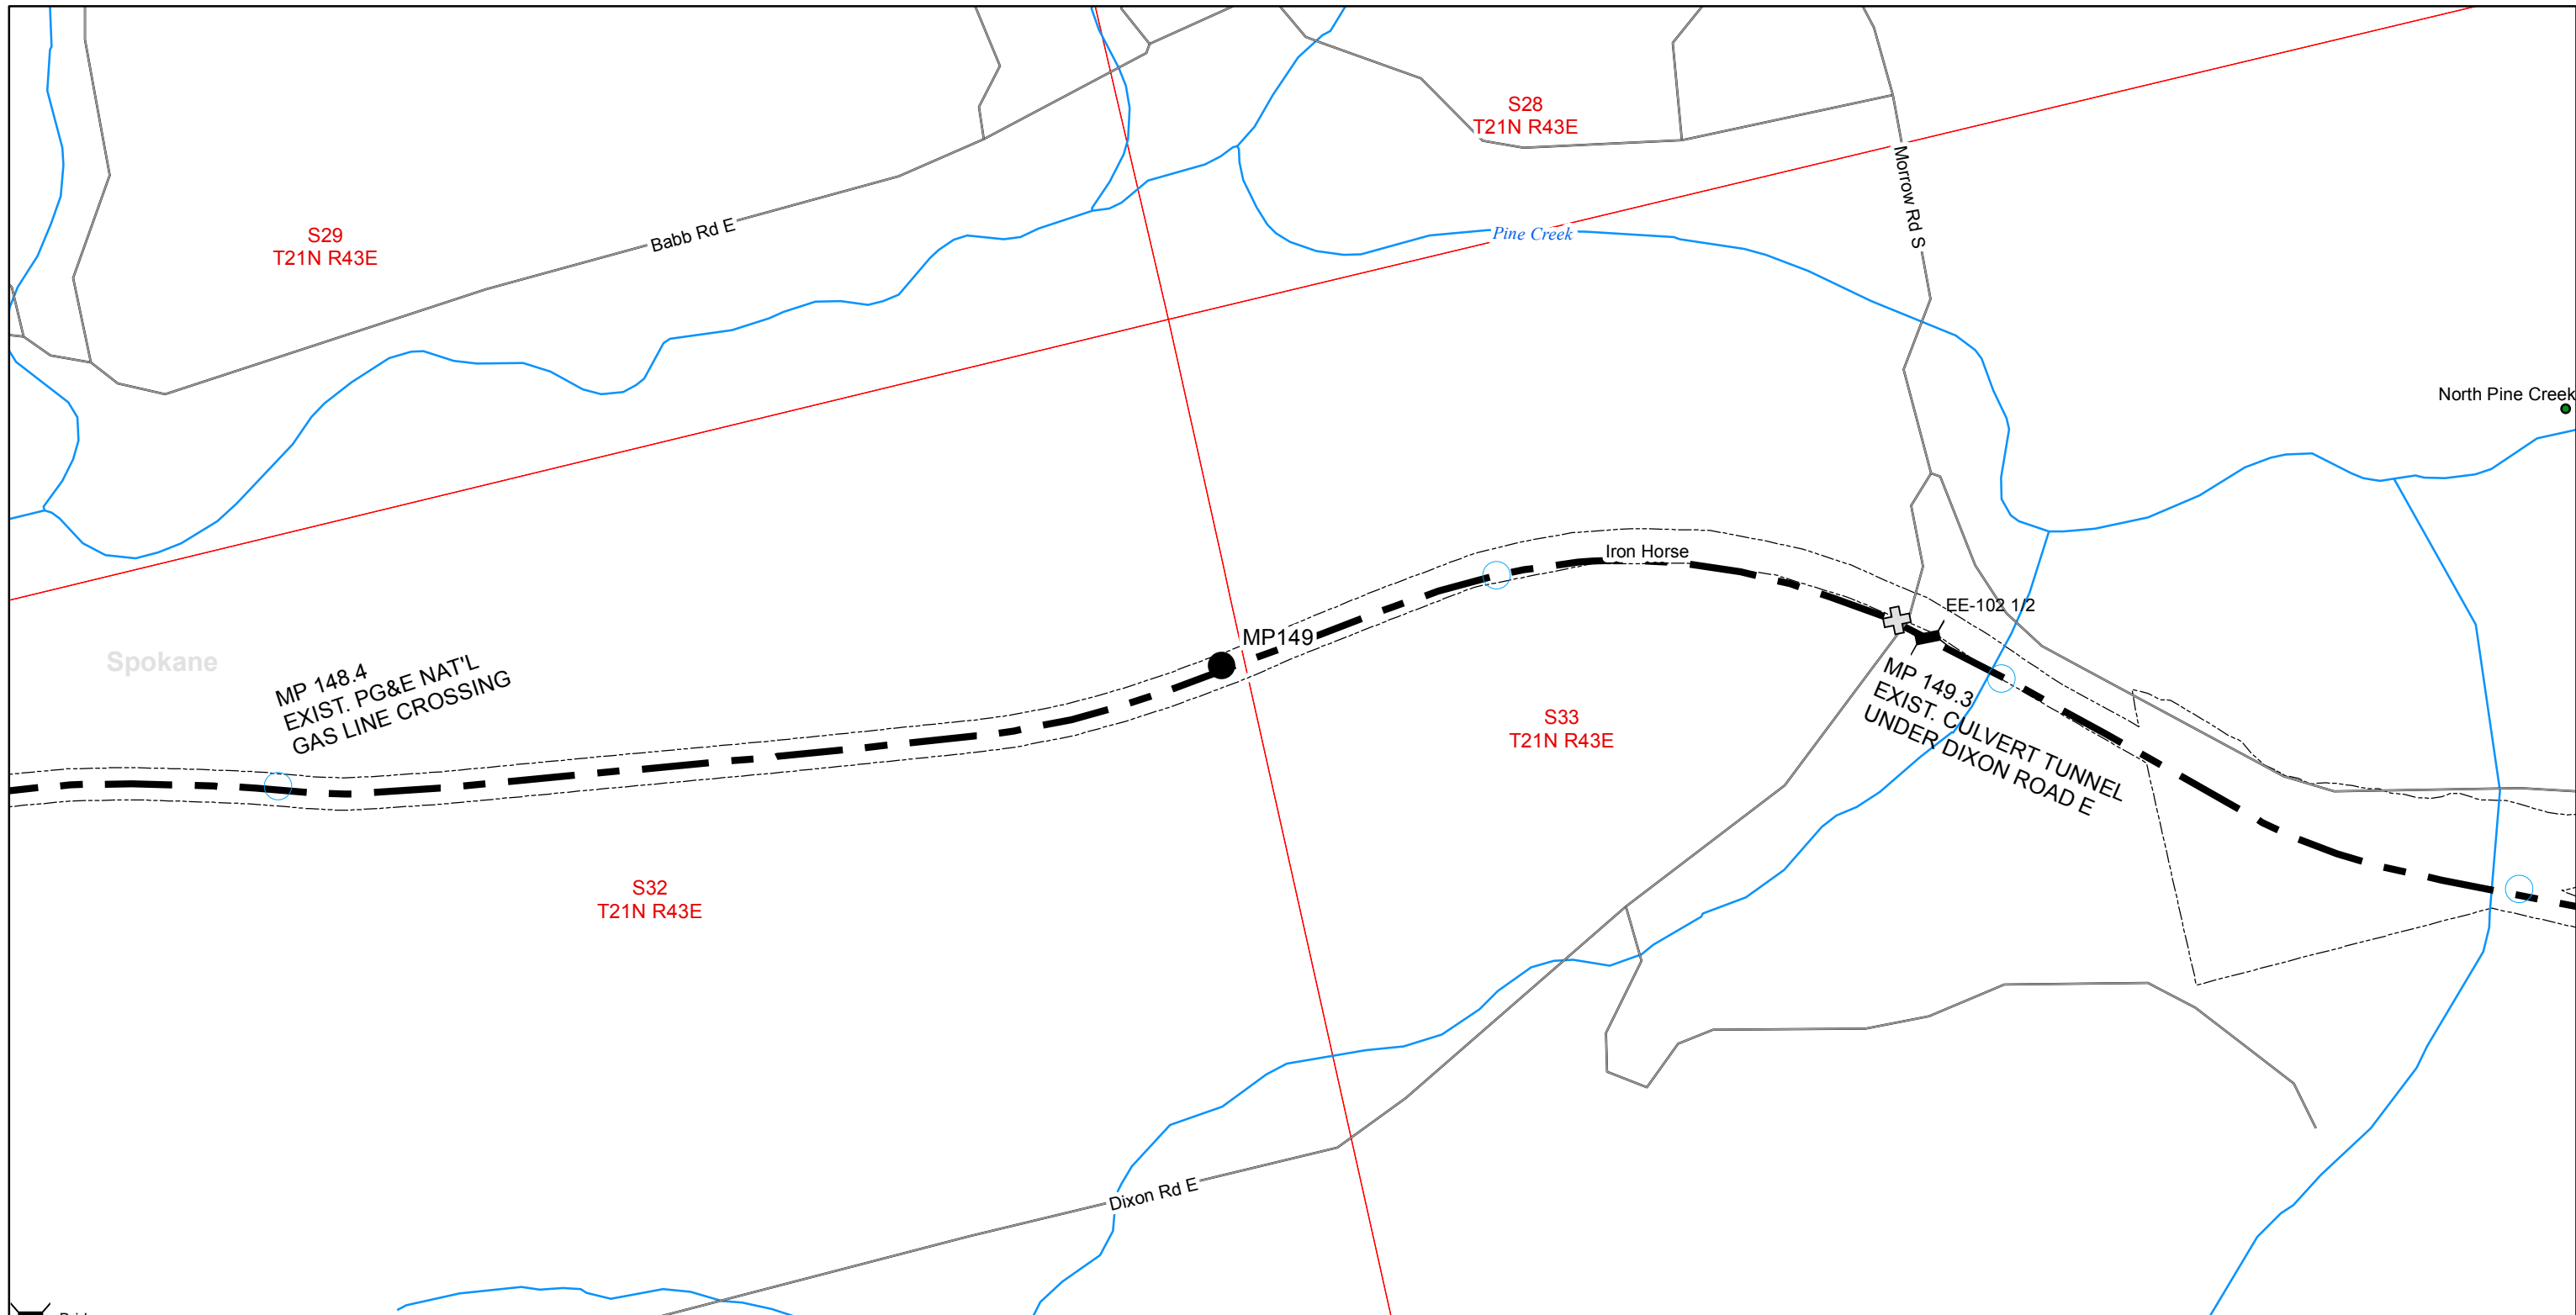 S28
T21N R43E
Morrow Rd S
S29
T21N R43E
Babb Rd E
Pine Creek
North Pine Creek
Iron Horse
EE-102 1/2
MP149
Spokane
MP 148.4
EXIST. PG&E NAT'L
GAS LINE CROSSING
MP 149.3
EXIST. CULVERT TUNNEL
UNDER DIXON ROAD E
S33
T21N R43E
S32
T21N R43E
Dixon Rd E